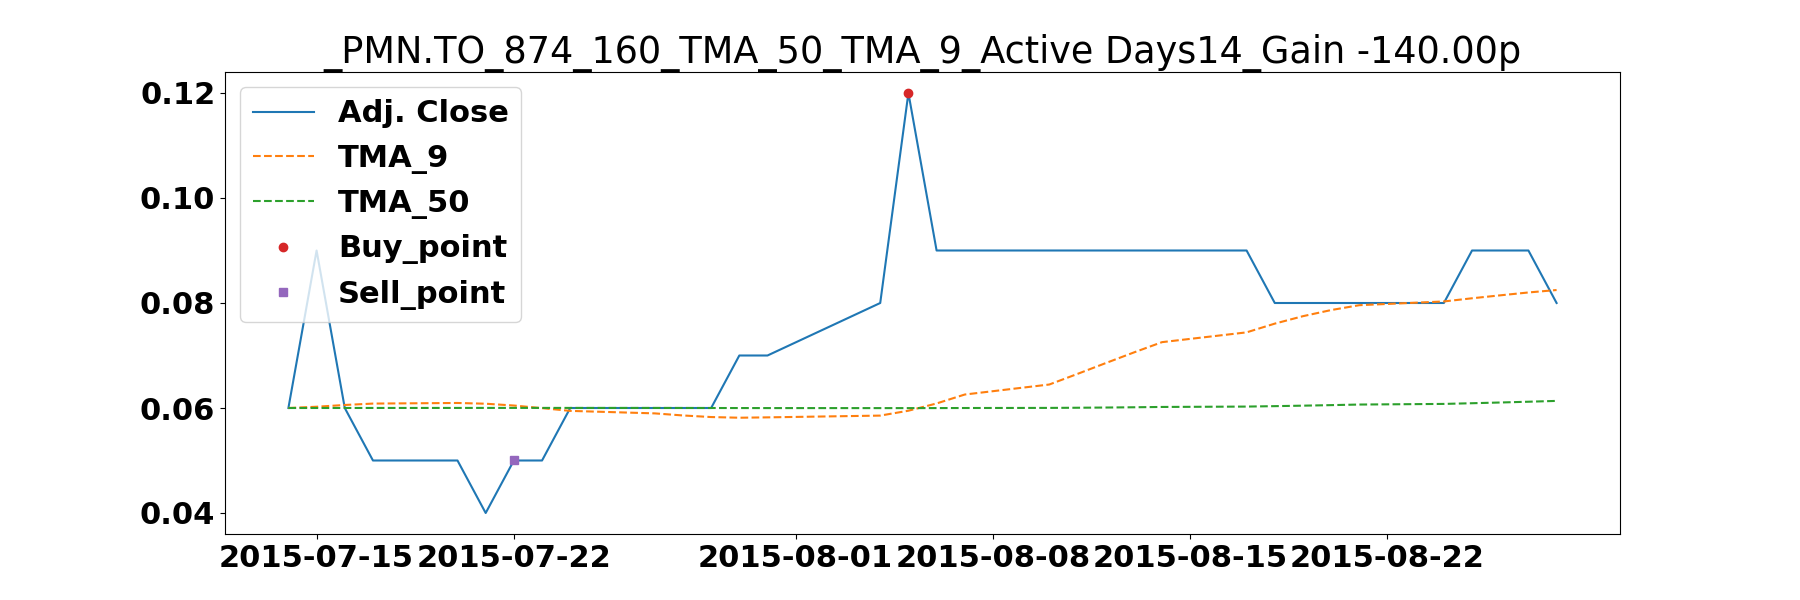 _PMN.TO_874_160_TMA_50_TMA_9_Active Days14_Gain -140.00p
0.12
0.10
0.08
0.06
0.04
Adj. Close
TMA_9
TMA_50
Buy_point
Sell_point
2015-07-15 2015-07-22 2015-08-01 2015-08-08 2015-08-15 2015-08-22